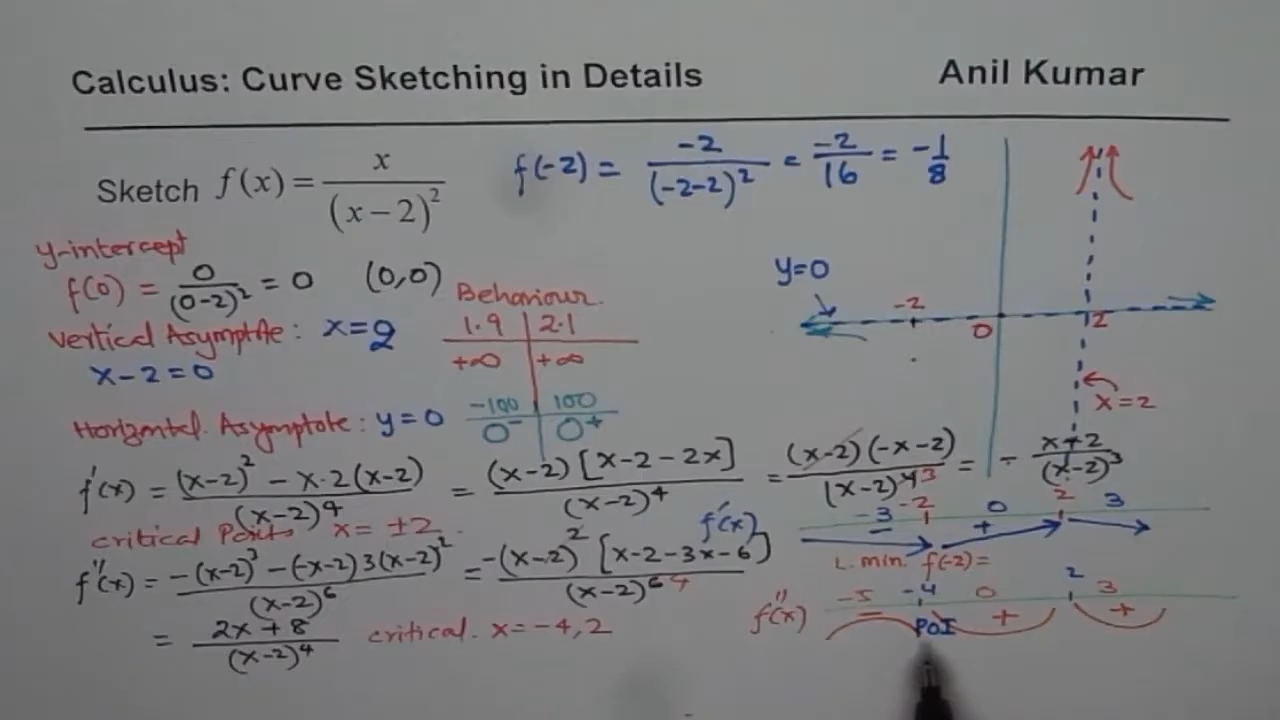 Calculus: Curve Sketching in Details
Anil Kumar
Sketch f(x) = x/(x-2)²
f(-2) = -2/(-2-2)² = -2/16 = -1/8
y-intercept
f(0) = 0/(0-2)² = 0 (0,0)
Vertical Asymptote: x=2
x-2=0
Behaviour.
1.9 | 2.1
+∞ | +∞
Horizontal. Asymptote: y=0
-100 | 100
0⁻ | 0⁺
y=0
-2
0
2
x=2
f'(x) = ((x-2)² - x·2(x-2))/(x-2)⁴ = ((x-2)[x-2-2x])/(x-2)⁴ = ((x-2)(-x-2))/(x-2)⁴ 3 = - (x+2)/(x-2)³
critical Points x = ±2.
f'(x)
-3 -2 0 2 3
- +
L. min. f(-2)=
f''(x) = (-(x-2)³ - (-x-2)3(x-2)²)/(x-2)⁶ = (-(x-2)²[x-2-3x-6])/(x-2)⁶ 4
= (2x+8)/(x-2)⁴ critical. x=-4,2
f''(x)
-5 -4 0 2 3
- + +
POI